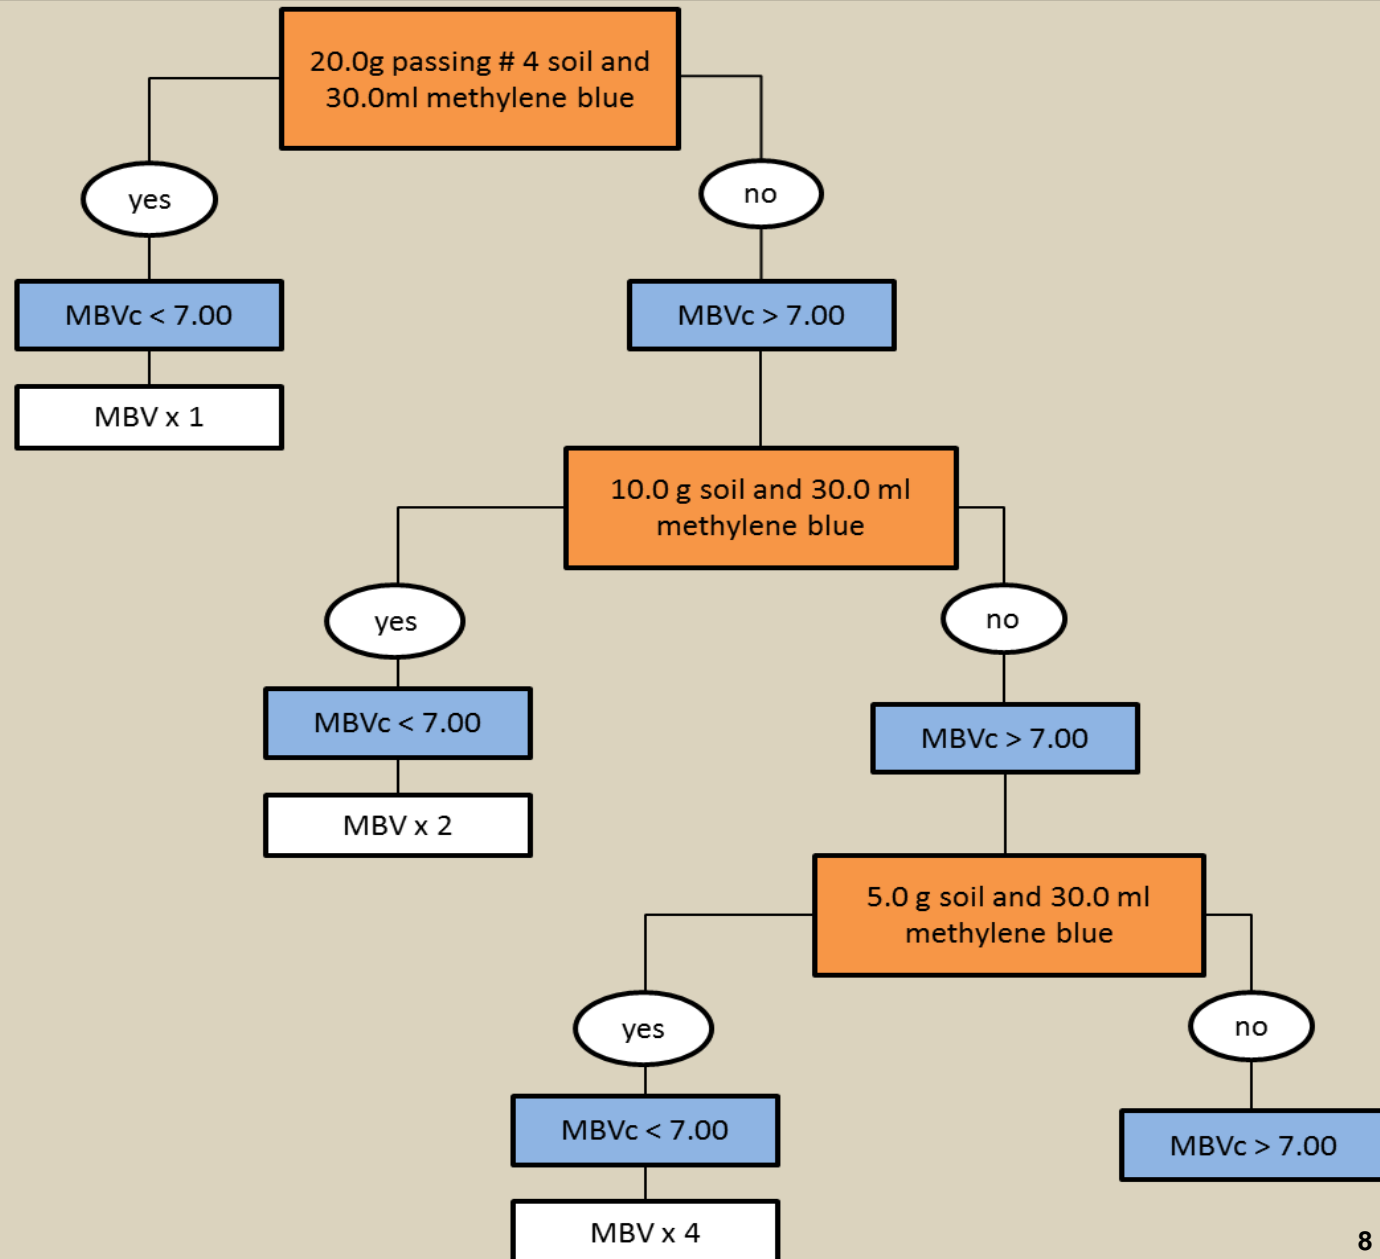 20.0g passing # 4 soil and
30.0ml methylene blue
yes
no
MBVc < 7.00
MBVc > 7.00
MBV x 1
10.0 g soil and 30.0 ml
methylene blue
yes
no
MBVc < 7.00
MBVc > 7.00
MBV x 2
5.0 g soil and 30.0 ml
methylene blue
yes
no
MBVc < 7.00
MBVc > 7.00
MBV x 4
8